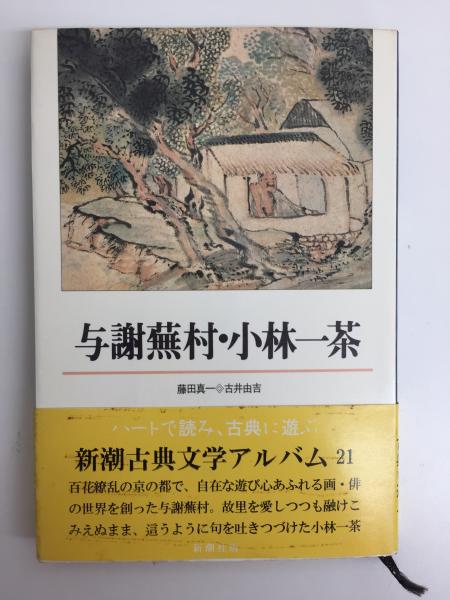 与謝蕪村・小林一茶
藤田真一◇古井由吉
ハートで読み、古典に遊ぶ
新潮古典文学アルバム 21
百花繚乱の京の都で、自在な遊び心あふれる画・俳
の世界を創った与謝蕪村。故里を愛しつつも融けこ
みえぬまま、這うように句を吐きつづけた小林一茶
新潮社版